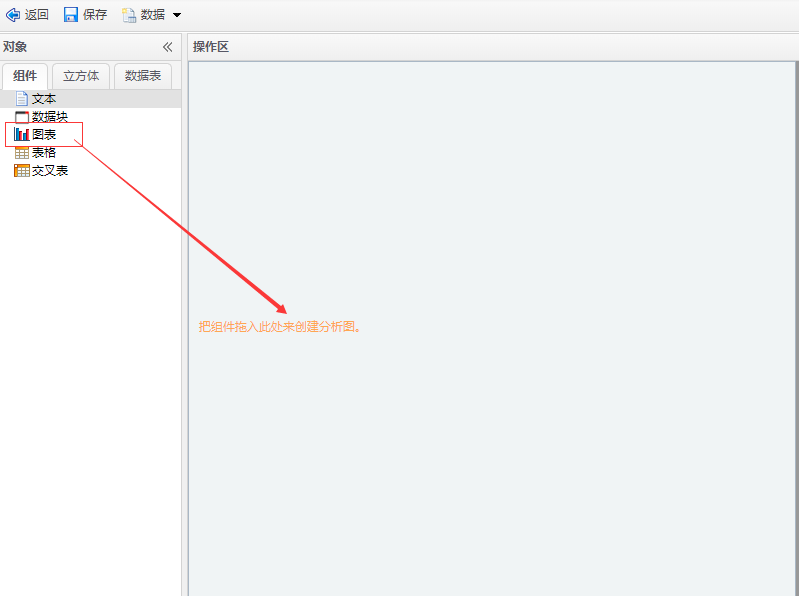 返回 保存 数据
对象
操作区
组件 立方体 数据表
文本
数据块
图表
表格
交叉表
把组件拖入此处来创建分析图。